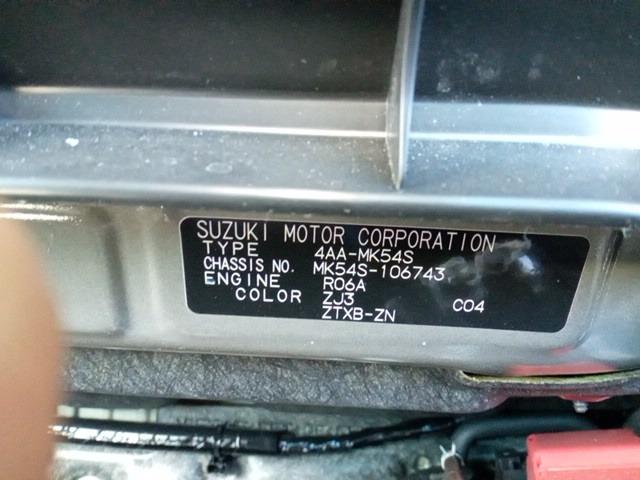 SUZUKI MOTOR CORPORATION
TYPE 4AA-MK54S
CHASSIS NO. MK54S-106743
ENGINE R06A
COLOR ZJ3 C04
ZTXB-ZN